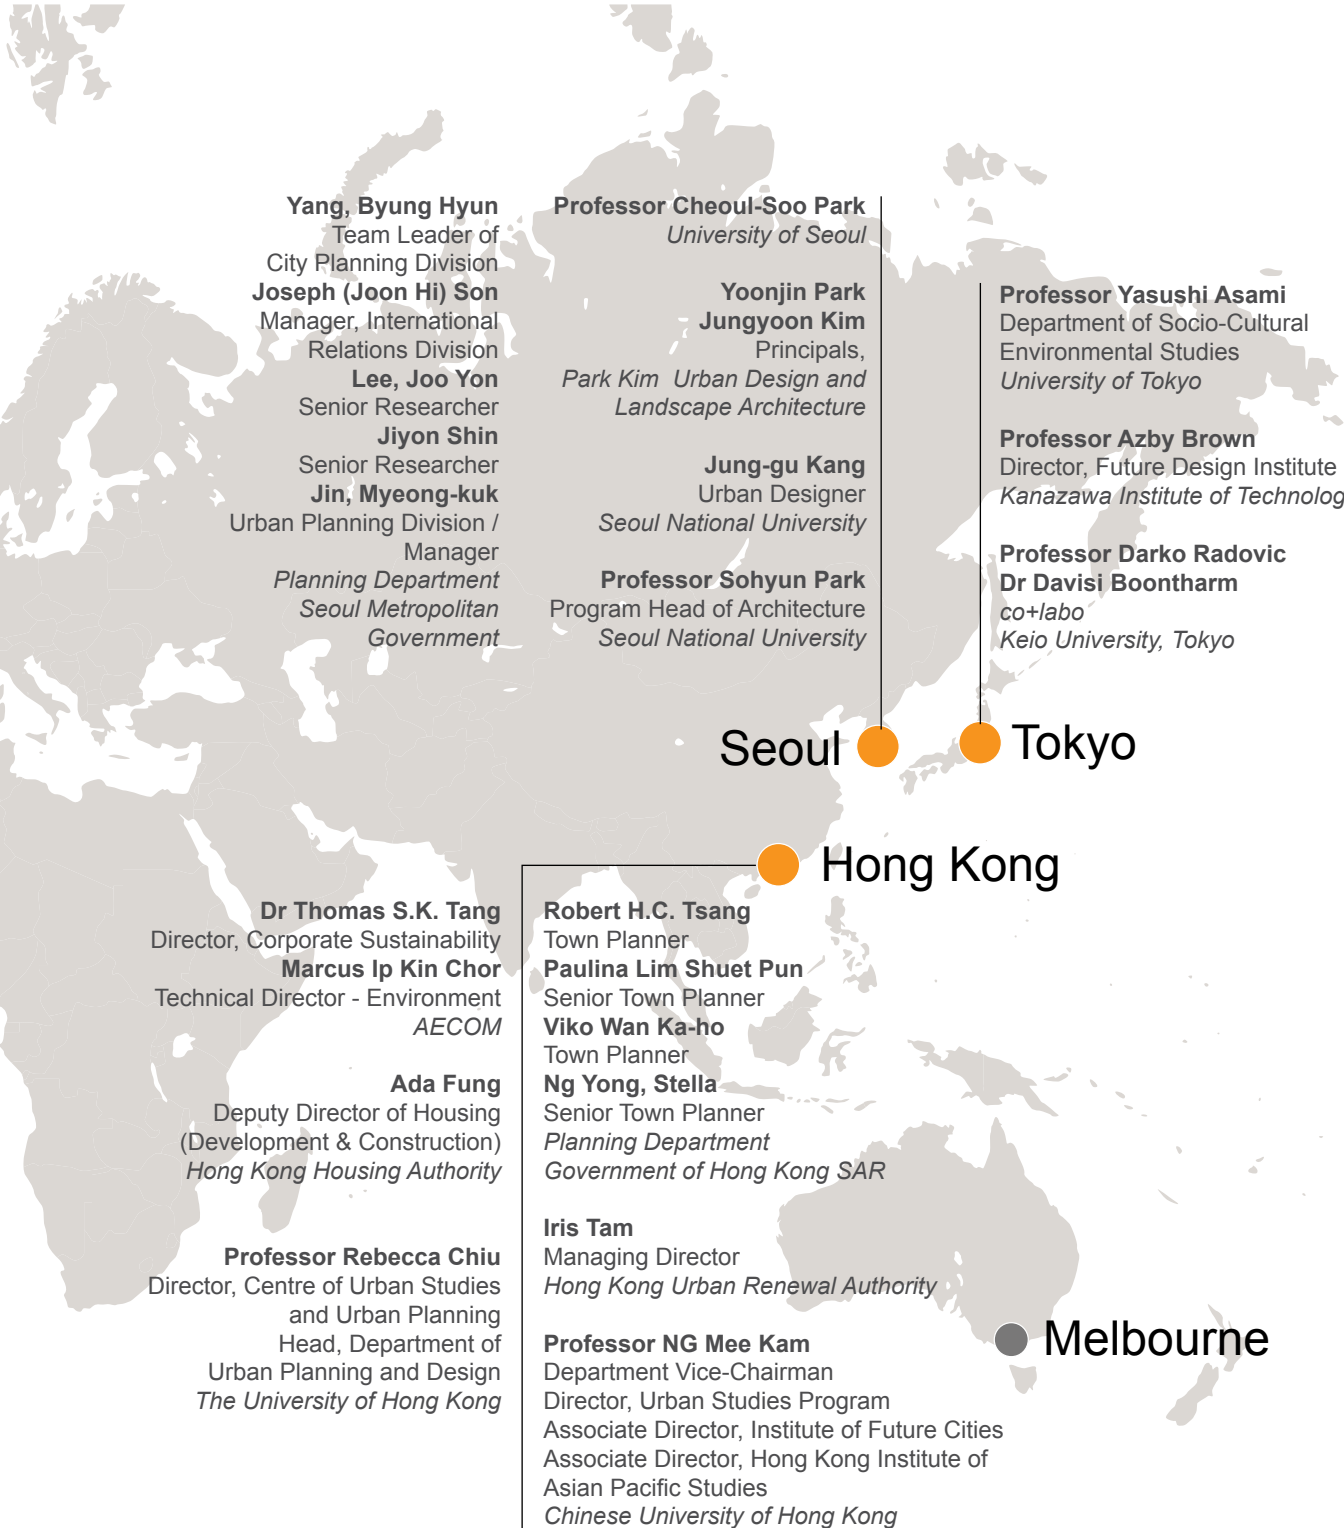 Yang, Byung Hyun
Team Leader of
City Planning Division
Joseph (Joon Hi) Son
Manager, International
Relations Division
Lee, Joo Yon
Senior Researcher
Jiyon Shin
Senior Researcher
Jin, Myeong-kuk
Urban Planning Division /
Manager
Planning Department
Seoul Metropolitan
Government
Professor Cheoul-Soo Park
University of Seoul
Yoonjin Park
Jungyoon Kim
Principals,
Park Kim Urban Design and
Landscape Architecture
Jung-gu Kang
Urban Designer
Seoul National University
Professor Sohyun Park
Program Head of Architecture
Seoul National University
Professor Yasushi Asami
Department of Socio-Cultural
Environmental Studies
University of Tokyo
Professor Azby Brown
Director, Future Design Institute
Kanazawa Institute of Technolog
Professor Darko Radovic
Dr Davisi Boontharm
co+labo
Keio University, Tokyo
Seoul
Tokyo
Hong Kong
Dr Thomas S.K. Tang
Director, Corporate Sustainability
Marcus Ip Kin Chor
Technical Director - Environment
AECOM
Ada Fung
Deputy Director of Housing
(Development & Construction)
Hong Kong Housing Authority
Professor Rebecca Chiu
Director, Centre of Urban Studies
and Urban Planning
Head, Department of
Urban Planning and Design
The University of Hong Kong
Robert H.C. Tsang
Town Planner
Paulina Lim Shuet Pun
Senior Town Planner
Viko Wan Ka-ho
Town Planner
Ng Yong, Stella
Senior Town Planner
Planning Department
Government of Hong Kong SAR
Iris Tam
Managing Director
Hong Kong Urban Renewal Authority
Professor NG Mee Kam
Department Vice-Chairman
Director, Urban Studies Program
Associate Director, Institute of Future Cities
Associate Director, Hong Kong Institute of
Asian Pacific Studies
Chinese University of Hong Kong
Melbourne